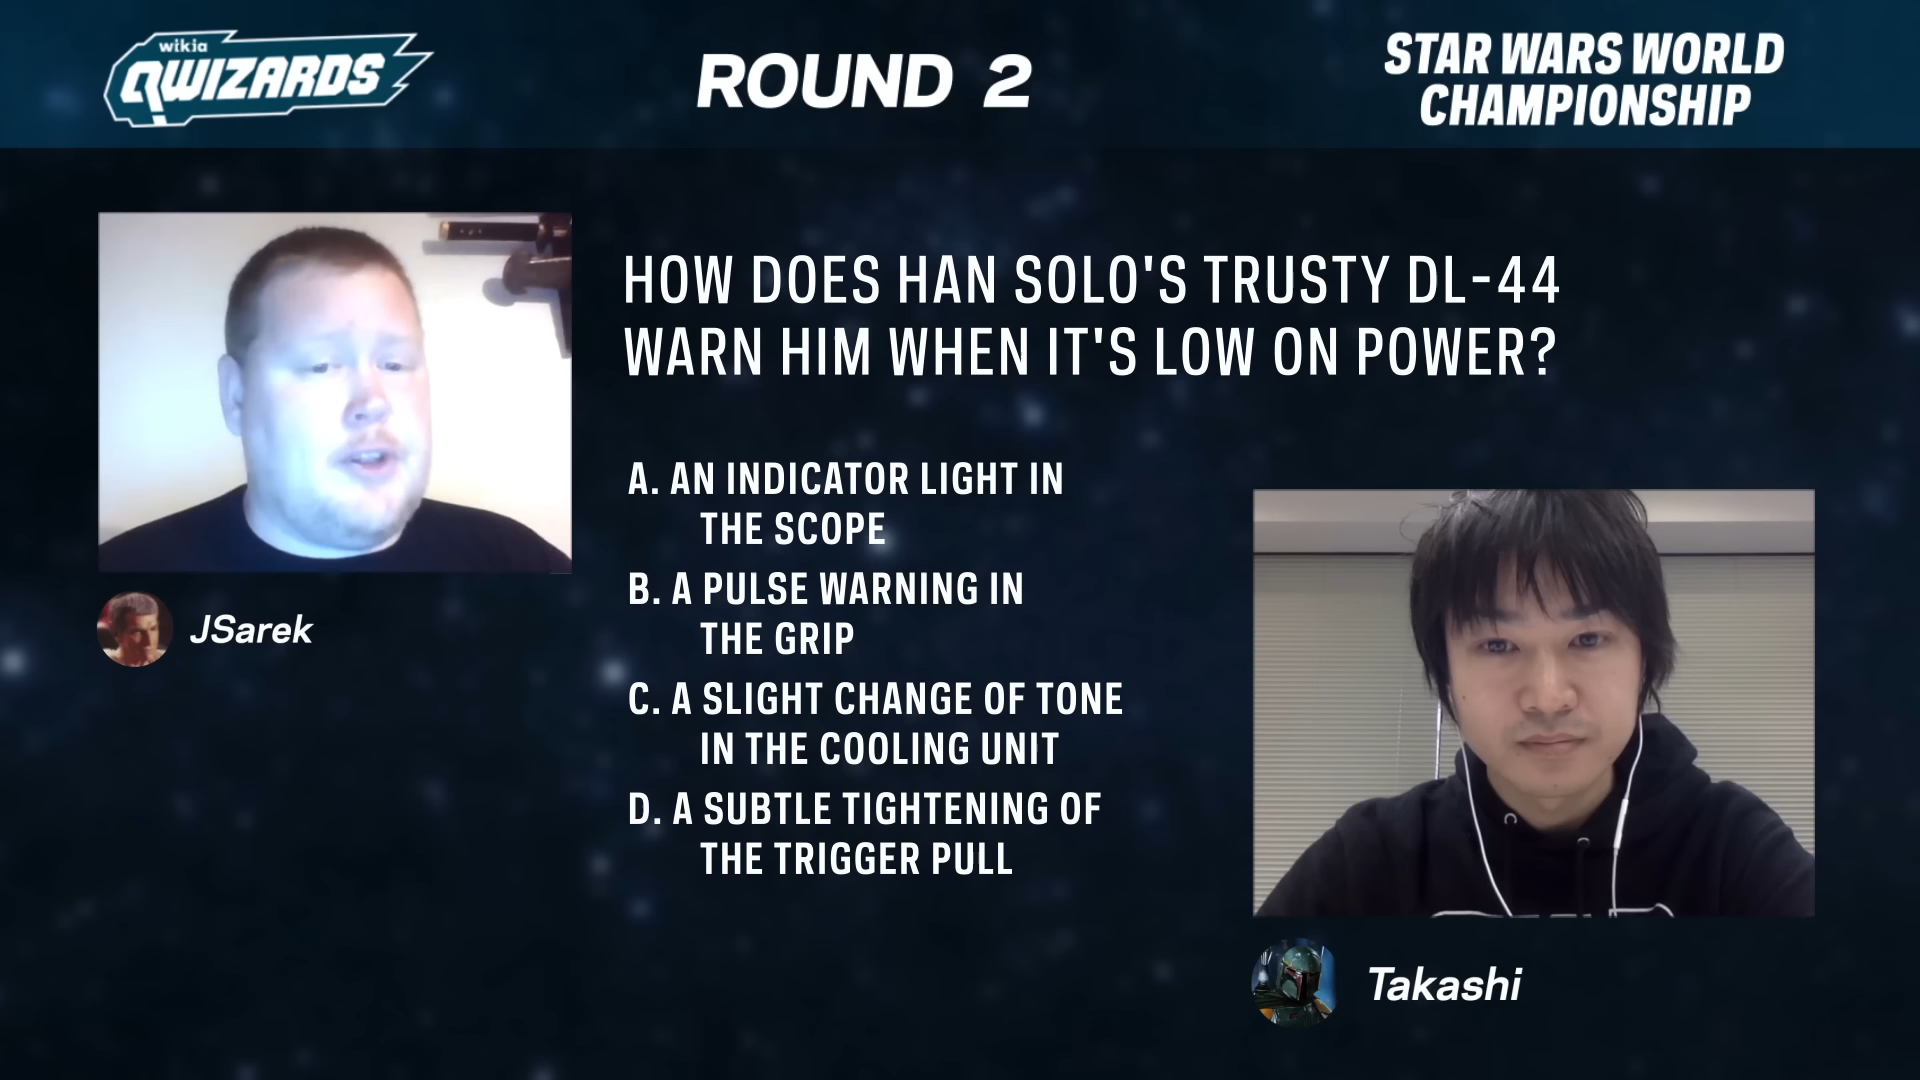 wikia
QWIZARDS
ROUND 2
STAR WARS WORLD
CHAMPIONSHIP
HOW DOES HAN SOLO'S TRUSTY DL-44
WARN HIM WHEN IT'S LOW ON POWER?
A. AN INDICATOR LIGHT IN
THE SCOPE
B. A PULSE WARNING IN
THE GRIP
C. A SLIGHT CHANGE OF TONE
IN THE COOLING UNIT
D. A SUBTLE TIGHTENING OF
THE TRIGGER PULL
JSarek
Takashi